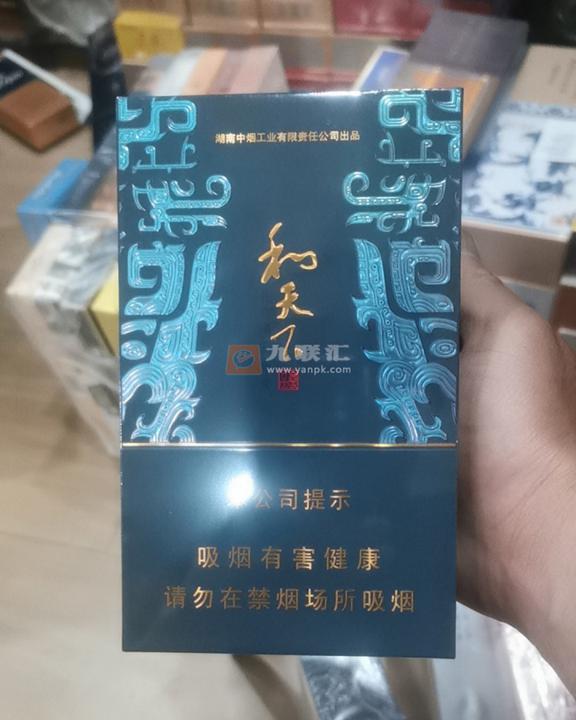 湖南中烟工业有限责任公司出品
和天下
九联汇
www.yanpk.com
本公司提示
吸烟有害健康
请勿在禁烟场所吸烟